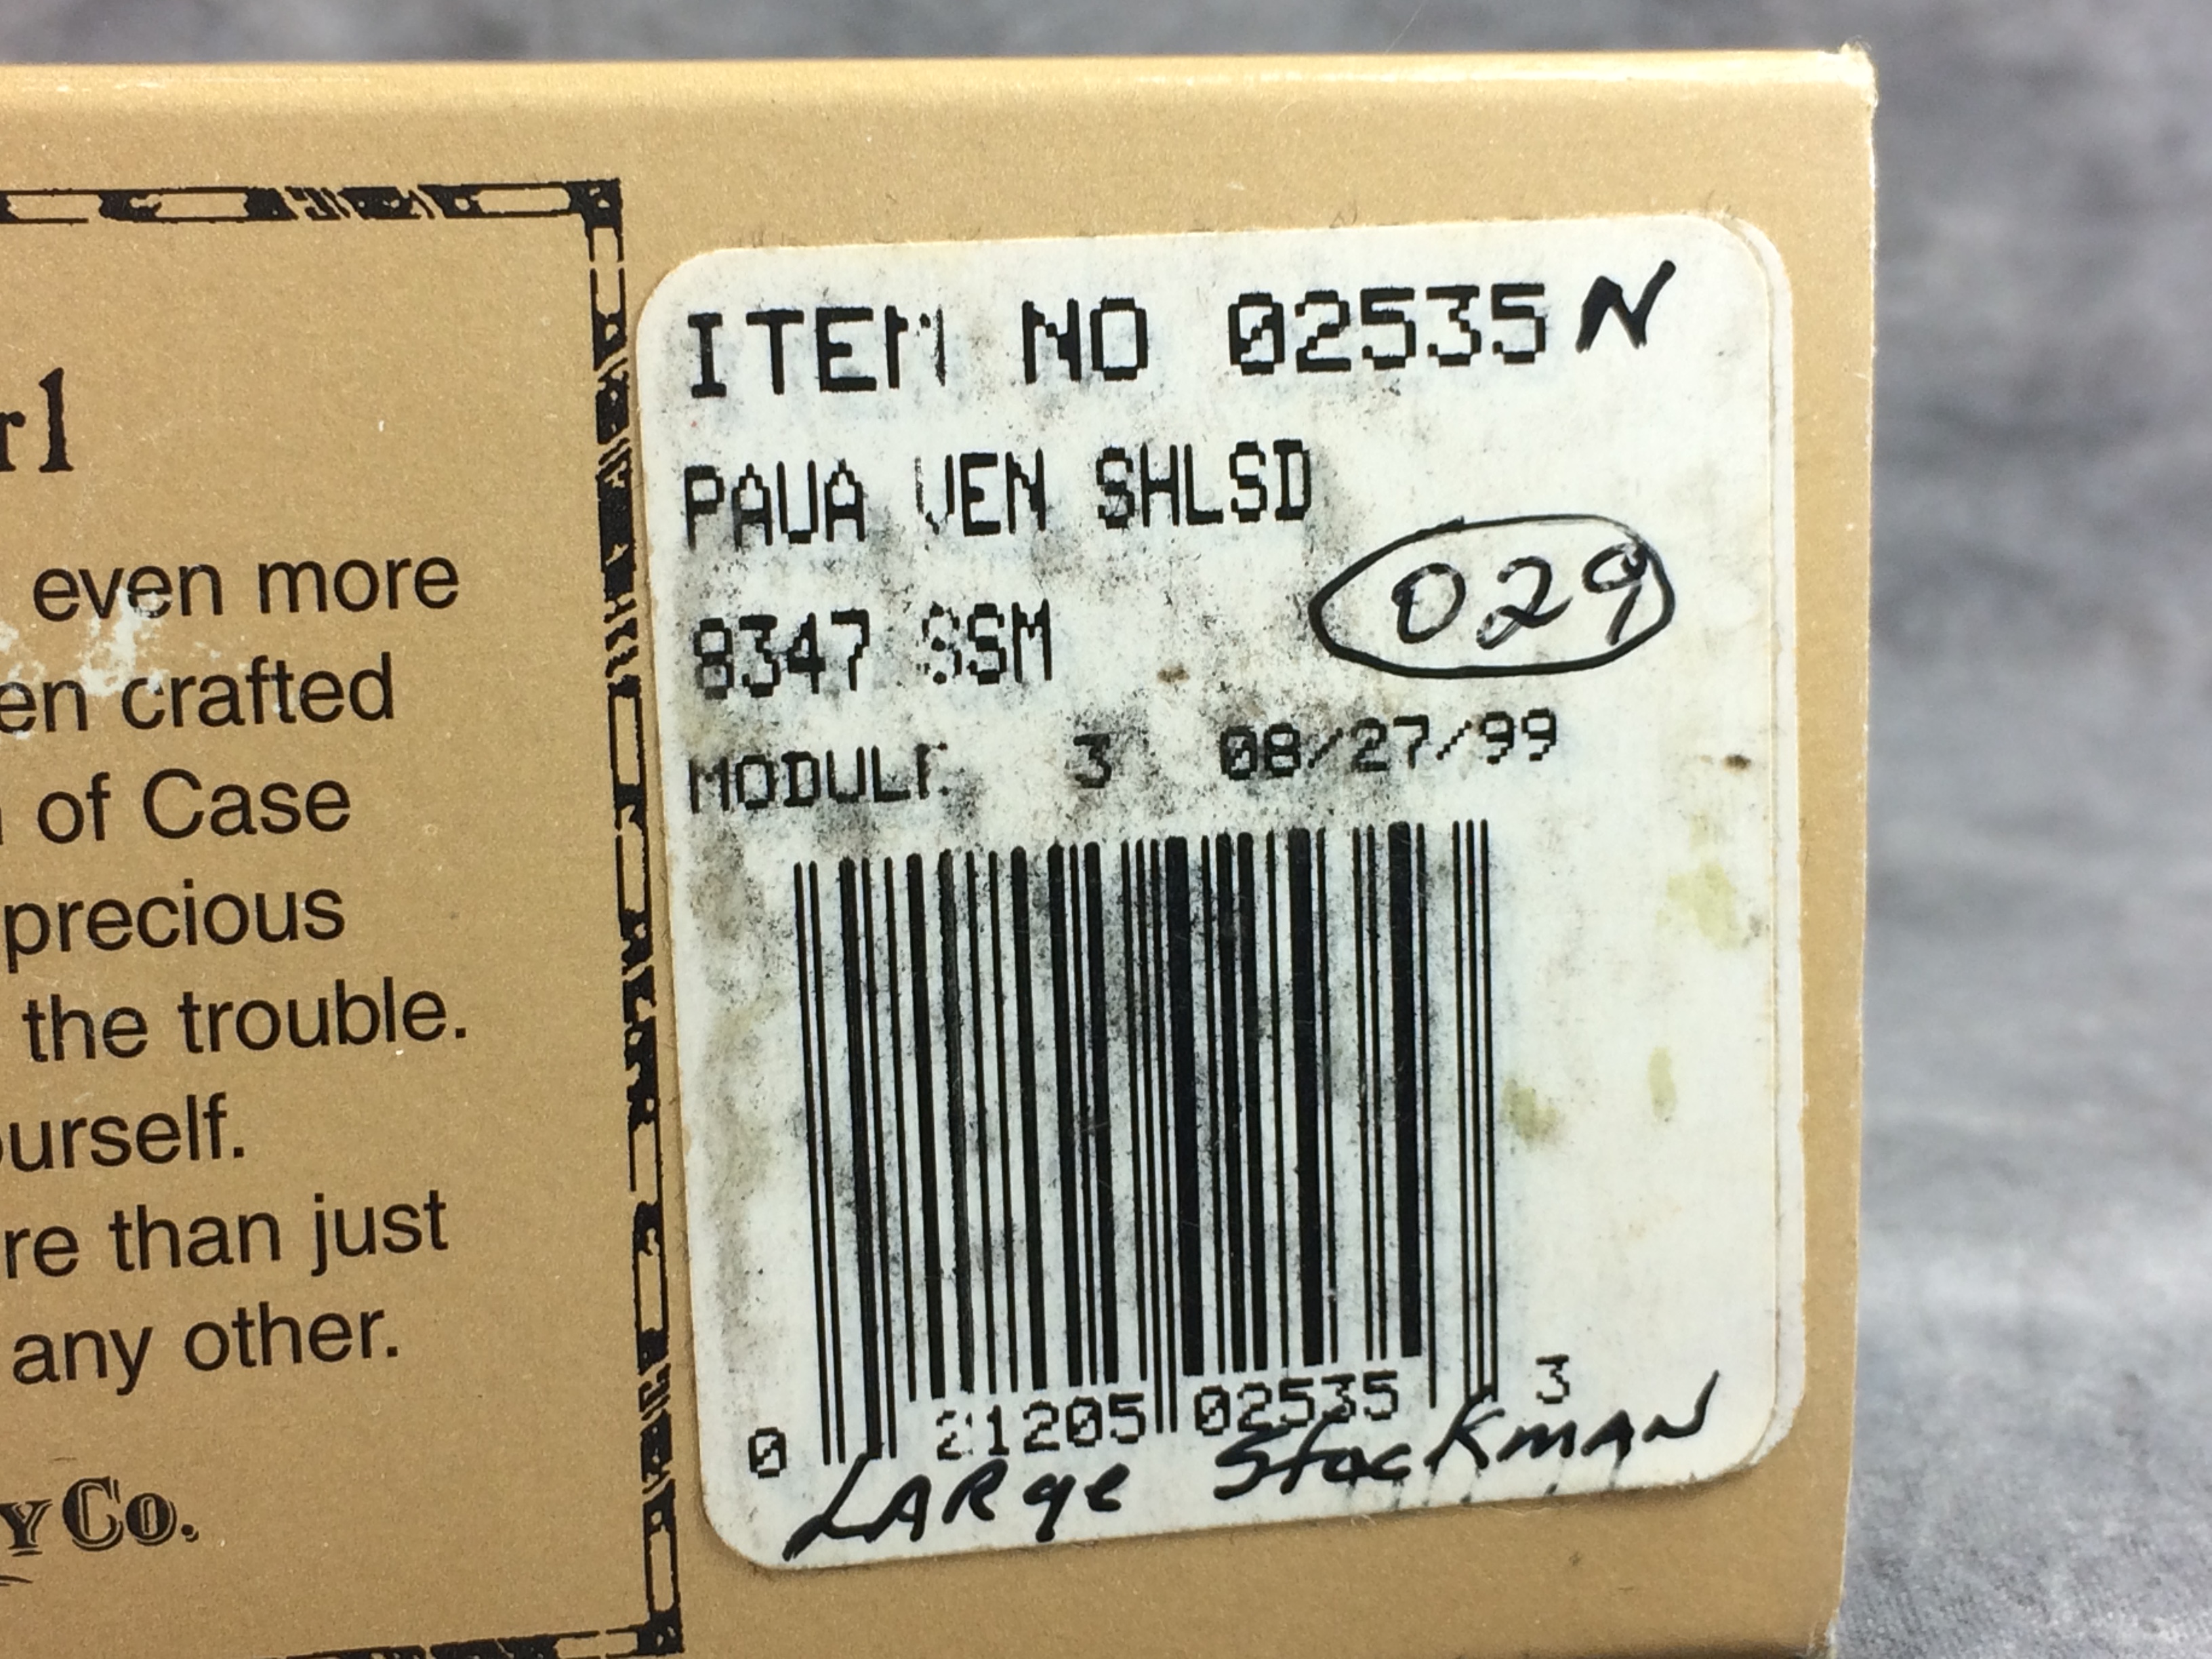 rl
even more
en crafted
of Case
precious
the trouble.
ourself.
re than just
any other.
Y Co.
ITEM NO 02535 N
PAUA VEN SHLSD
029
8347 SSM
MODULE 3 08/27/99
0 21205 02535 3
LARge StocKmAN